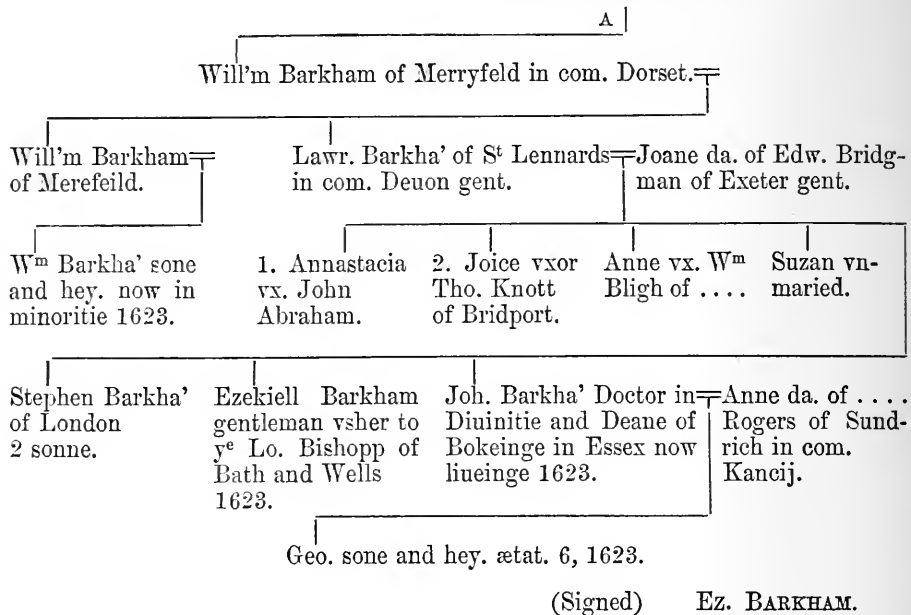 A
Will'm Barkham of Merryfeld in com. Dorset.
Will'm Barkham
of Merefeild.
Lawr. Barkha' of St Lennards
in com. Deuon gent.
Joane da. of Edw. Bridg-
man of Exeter gent.
Wm Barkha' sone
and hey. now in
minoritie 1623.
1. Annastacia
vx. John
Abraham.
2. Joice vxor
Tho. Knott
of Bridport.
Anne vx. Wm
Bligh of ....
Suzan vn-
maried.
Stephen Barkha'
of London
2 sonne.
Ezekiell Barkham
gentleman vsher to
ye Lo. Bishopp of
Bath and Wells
1623.
Joh. Barkha' Doctor in
Diuinitie and Deane of
Bokeinge in Essex now
liueinge 1623.
Anne da. of ....
Rogers of Sund-
rich in com.
Kancij.
Geo. sone and hey. ætat. 6, 1623.
(Signed) Ez. BARKHAM.